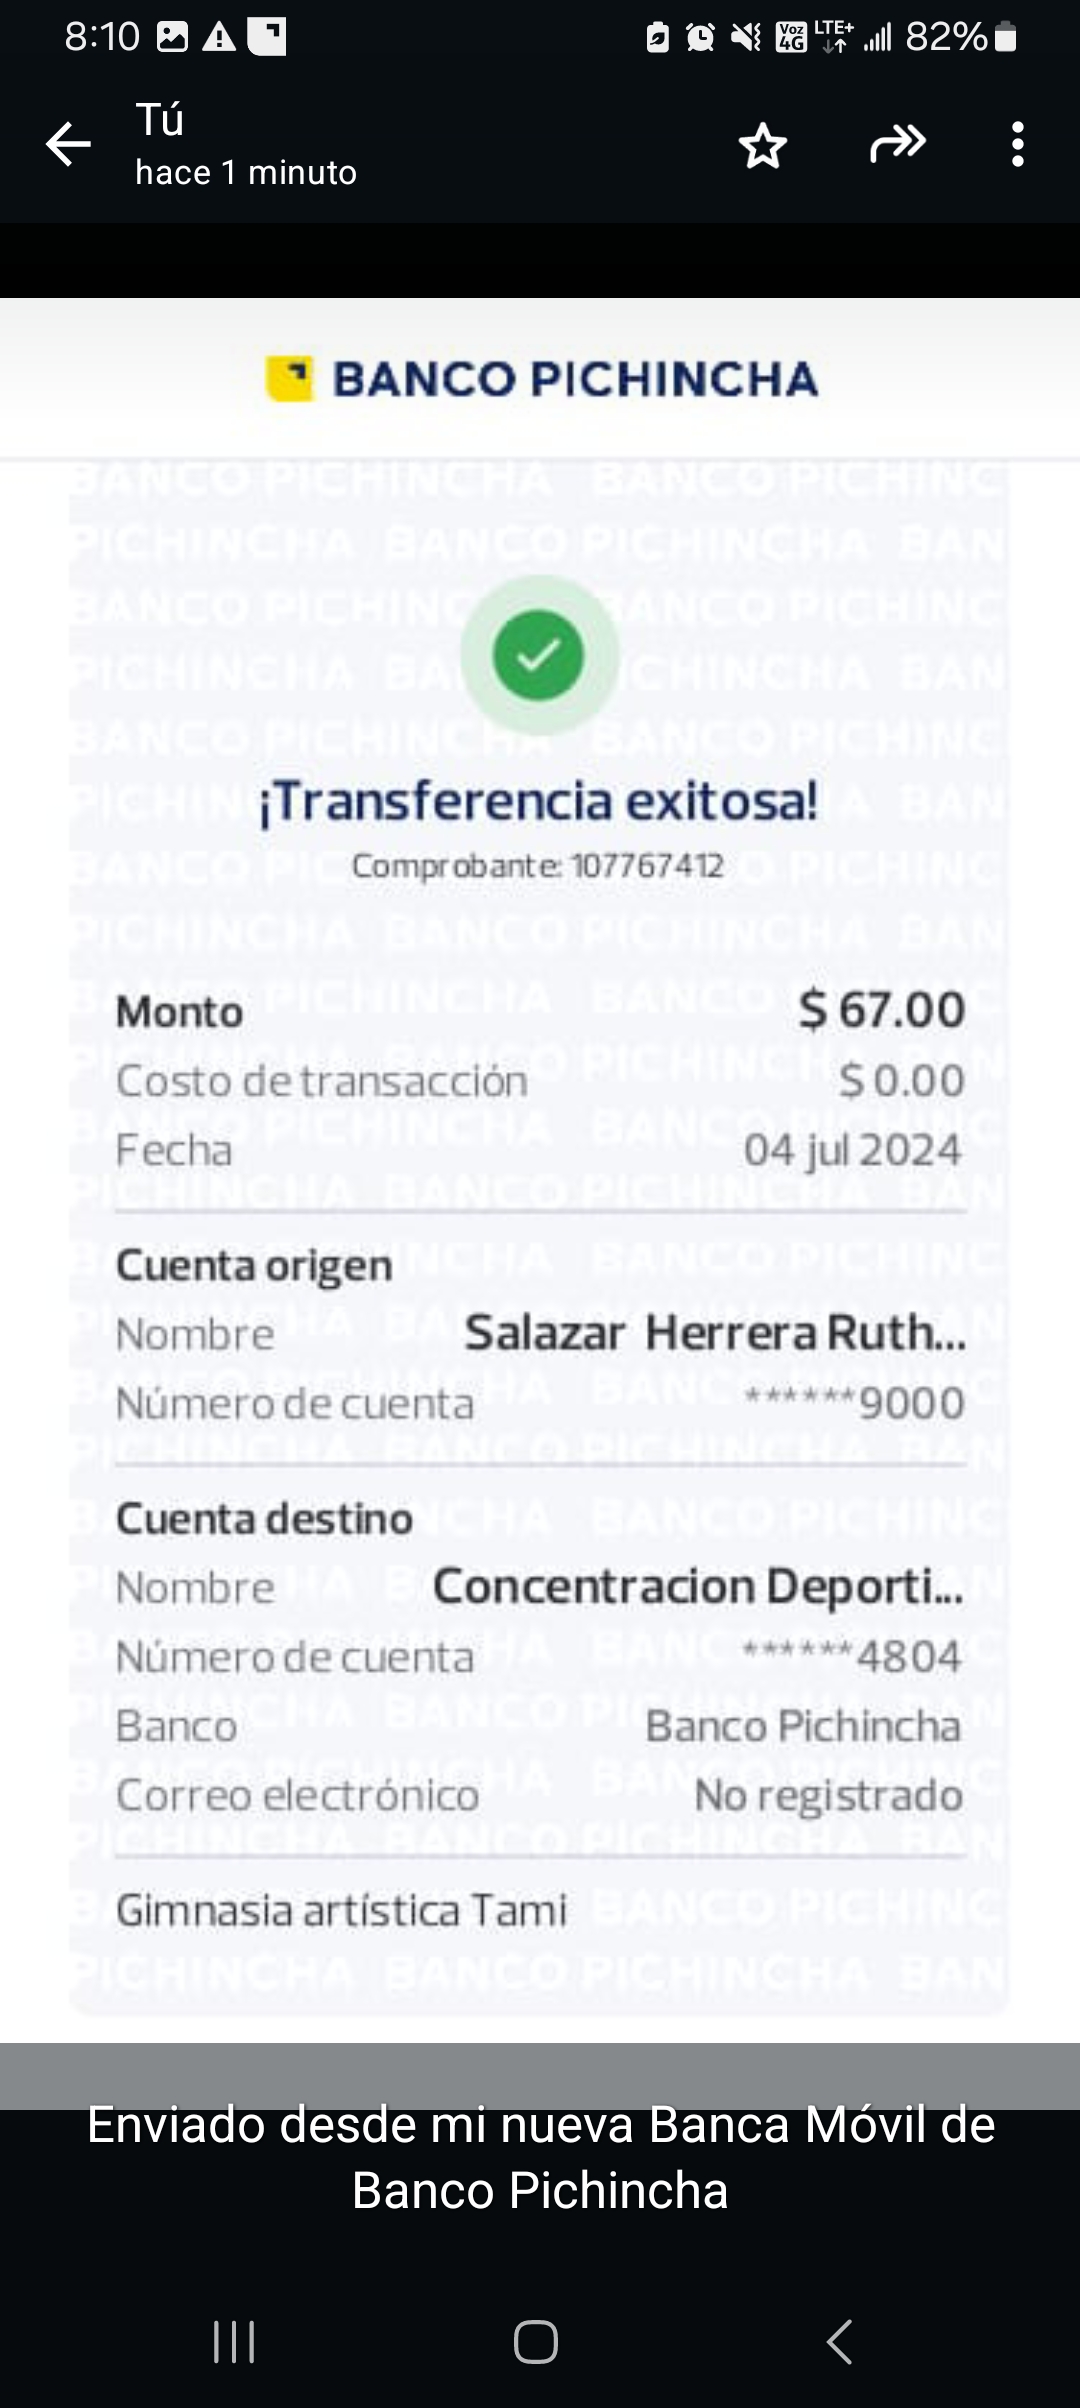 8:10 Voz 4G LTE+ 82%
Tú
hace 1 minuto
BANCO PICHINCHA
¡Transferencia exitosa!
Comprobante: 107767412
Monto $ 67.00
Costo de transacción $ 0.00
Fecha 04 jul 2024
Cuenta origen
Nombre Salazar Herrera Ruth...
Número de cuenta ******9000
Cuenta destino
Nombre Concentracion Deporti...
Número de cuenta ******4804
Banco Banco Pichincha
Correo electrónico No registrado
Gimnasia artística Tami
Enviado desde mi nueva Banca Móvil de
Banco Pichincha